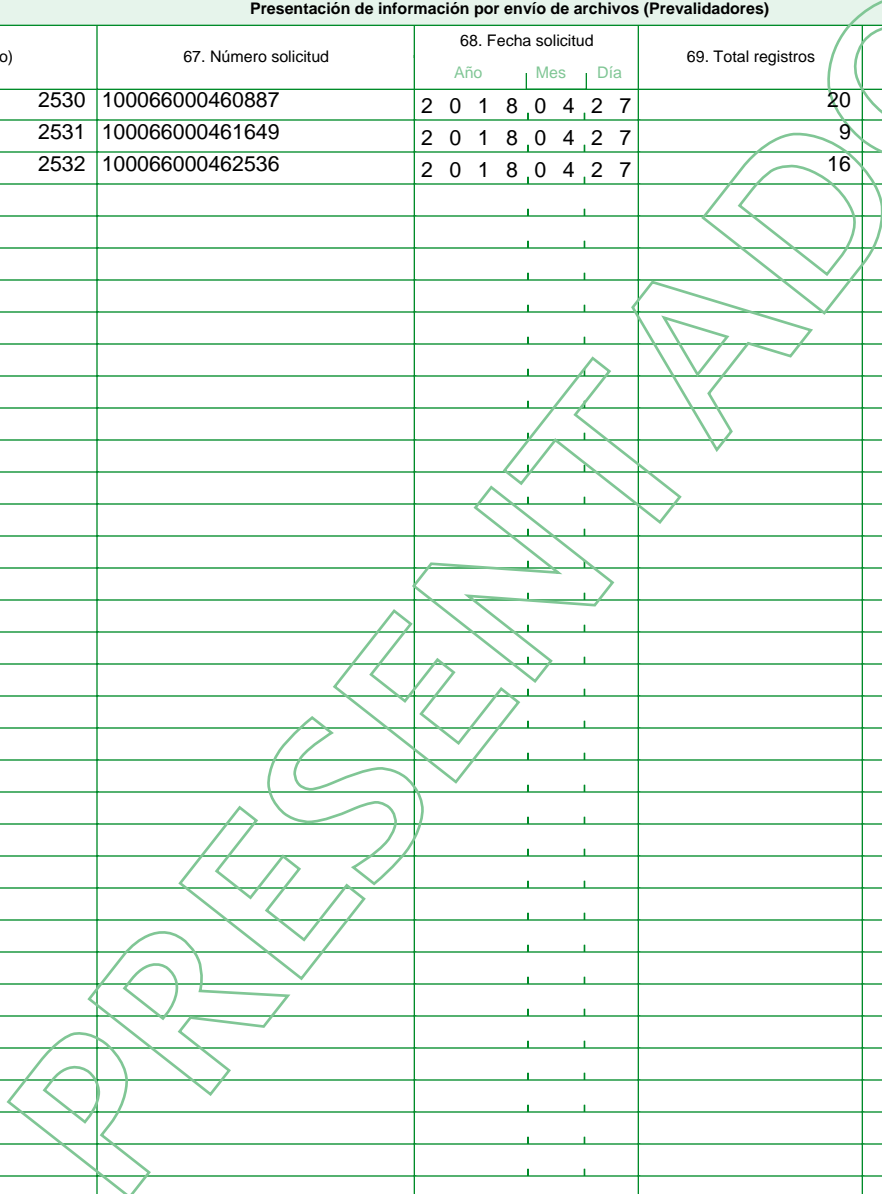 Presentación de información por envío de archivos (Prevalidadores)
o) 67. Número solicitud 68. Fecha solicitud 69. Total registros
Año Mes Día
2530 100066000460887 2 0 1 8 0 4 2 7 20
2531 100066000461649 2 0 1 8 0 4 2 7 9
2532 100066000462536 2 0 1 8 0 4 2 7 16
PRESENTADO